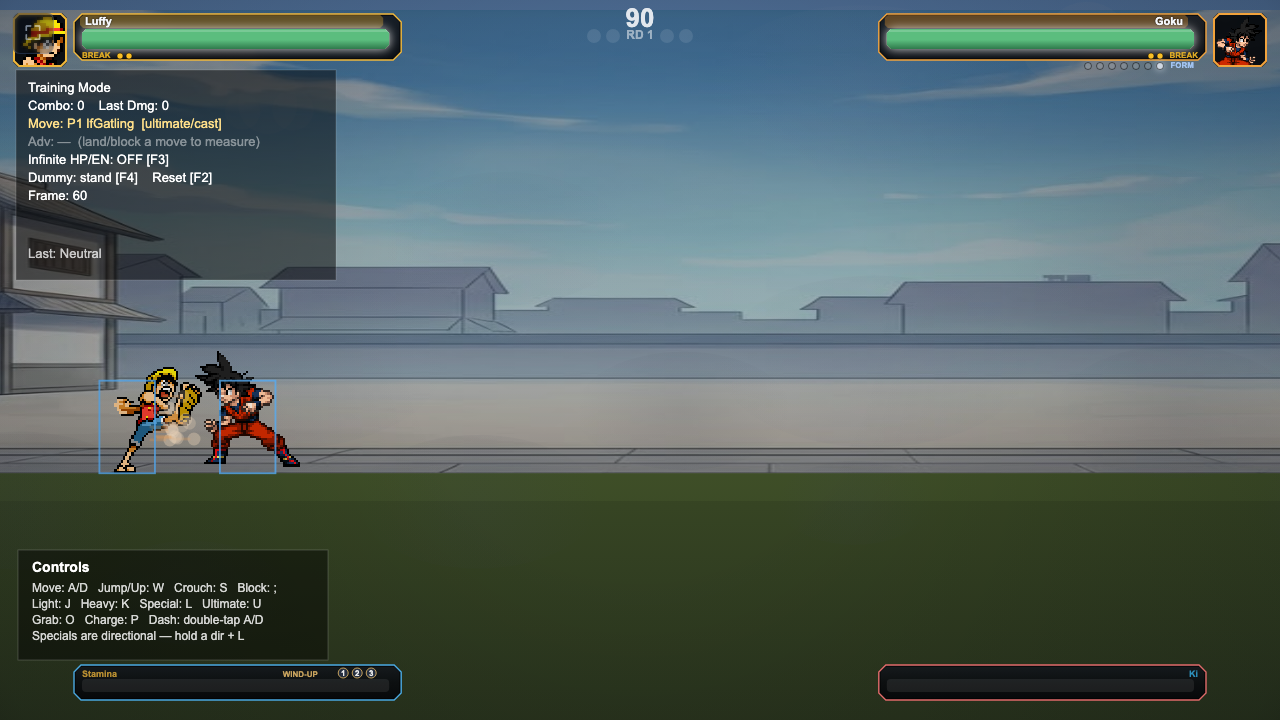 Luffy
BREAK
90
RD 1
Goku
BREAK
FORM
Training Mode
Combo: 0    Last Dmg: 0
Move: P1 lfGatling  [ultimate/cast]
Adv: —  (land/block a move to measure)
Infinite HP/EN: OFF [F3]
Dummy: stand [F4]    Reset [F2]
Frame: 60
Last: Neutral
Controls
Move: A/D   Jump/Up: W   Crouch: S   Block: ;
Light: J   Heavy: K   Special: L   Ultimate: U
Grab: O   Charge: P   Dash: double-tap A/D
Specials are directional — hold a dir + L
Stamina   WIND-UP   1 2 3
Ki